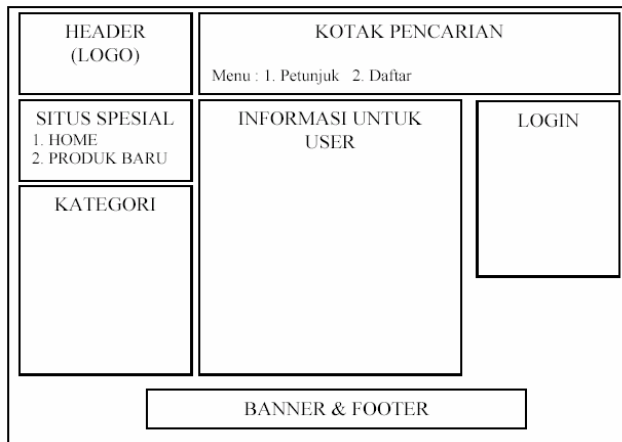 HEADER
(LOGO)
KOTAK PENCARIAN
Menu : 1. Petunjuk 2. Daftar
SITUS SPESIAL
1. HOME
2. PRODUK BARU
KATEGORI
INFORMASI UNTUK
USER
LOGIN
BANNER & FOOTER